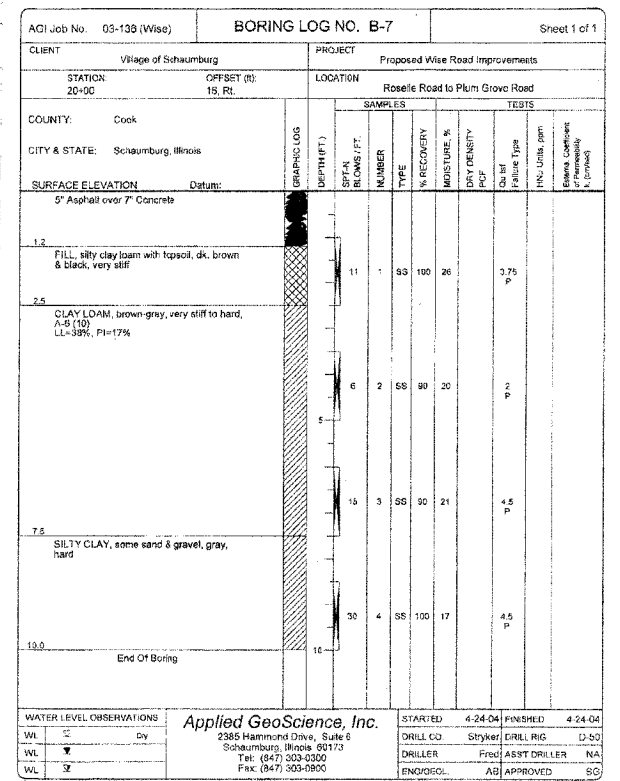 AGI Job No. 03-136 (Wise)
BORING LOG NO. B-7
Sheet 1 of 1
CLIENT
Village of Schaumburg
PROJECT
Proposed Wise Road Improvements
STATION:
20+00
OFFSET (ft):
15, Rt.
LOCATION
Roselle Road to Plum Grove Road
SAMPLES
TESTS
COUNTY: Cook
CITY & STATE: Schaumburg, Illinois
SURFACE ELEVATION Datum:
GRAPHIC LOG
DEPTH (FT.)
SPT-N
BLOWS / FT.
NUMBER
TYPE
% RECOVERY
MOISTURE, %
DRY DENSITY
PCF
Qu tsf
Failure Type
HNu Units, ppm
Coefficient
of Permeability
k, (cm/sec)
5" Asphalt over 7" Concrete
1.2
FILL, silty clay loam with topsoil, dk. brown
& black, very stiff
11 1 SS 100 26 3.75
P
2.5
CLAY LOAM, brown-gray, very stiff to hard,
A-6 (10)
LL=38%, PI=17%
6 2 SS 90 20 2
P
5
15 3 SS 90 21 4.5
P
7.5
SILTY CLAY, some sand & gravel, gray,
hard
30 4 SS 100 17 4.5
P
10.0
10
End Of Boring
WATER LEVEL OBSERVATIONS
WL Dry
WL
WL
Applied GeoScience, Inc.
2385 Hammond Drive, Suite 6
Schaumburg, Illinois 60173
Tel: (847) 303-0300
Fax: (847) 303-0900
STARTED 4-24-04 FINISHED 4-24-04
DRILL CO. Stryker DRILL RIG D-50
DRILLER Fred ASS'T DRILLER NA
ENG/GEOL. AB APPROVED SG